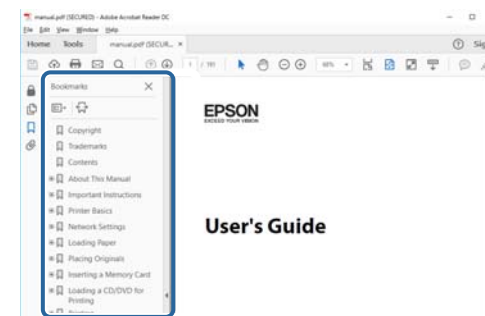 manual.pdf (SECURED) - Adobe Acrobat Reader DC
File Edit View Window Help
Home Tools manual.pdf (SECUR... ×
1 / 191
Bookmarks
Copyright
Trademarks
Contents
About This Manual
Important Instructions
Printer Basics
Network Settings
Loading Paper
Placing Originals
Inserting a Memory Card
Loading a CD/DVD for
Printing
EPSON
EXCEED YOUR VISION
User's Guide